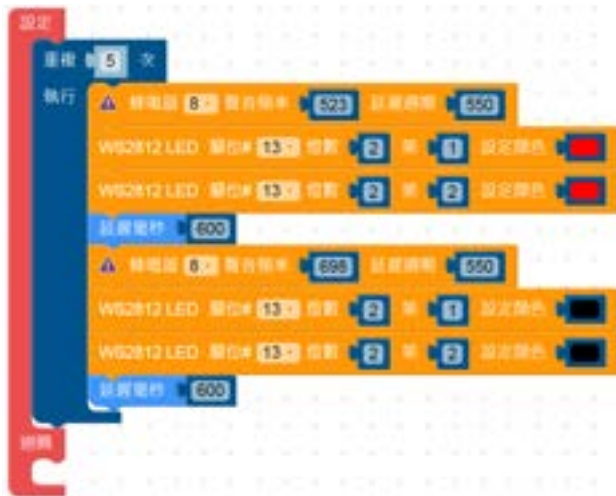 設定
重複 5 次
執行
蜂鳴器 8 聲音頻率 523 延遲週期 550
WS2812 LED 腳位# 13 燈數 2 第 1 設定顏色
WS2812 LED 腳位# 13 燈數 2 第 2 設定顏色
延遲毫秒 600
蜂鳴器 8 聲音頻率 698 延遲週期 550
WS2812 LED 腳位# 13 燈數 2 第 1 設定顏色
WS2812 LED 腳位# 13 燈數 2 第 2 設定顏色
延遲毫秒 600
迴圈